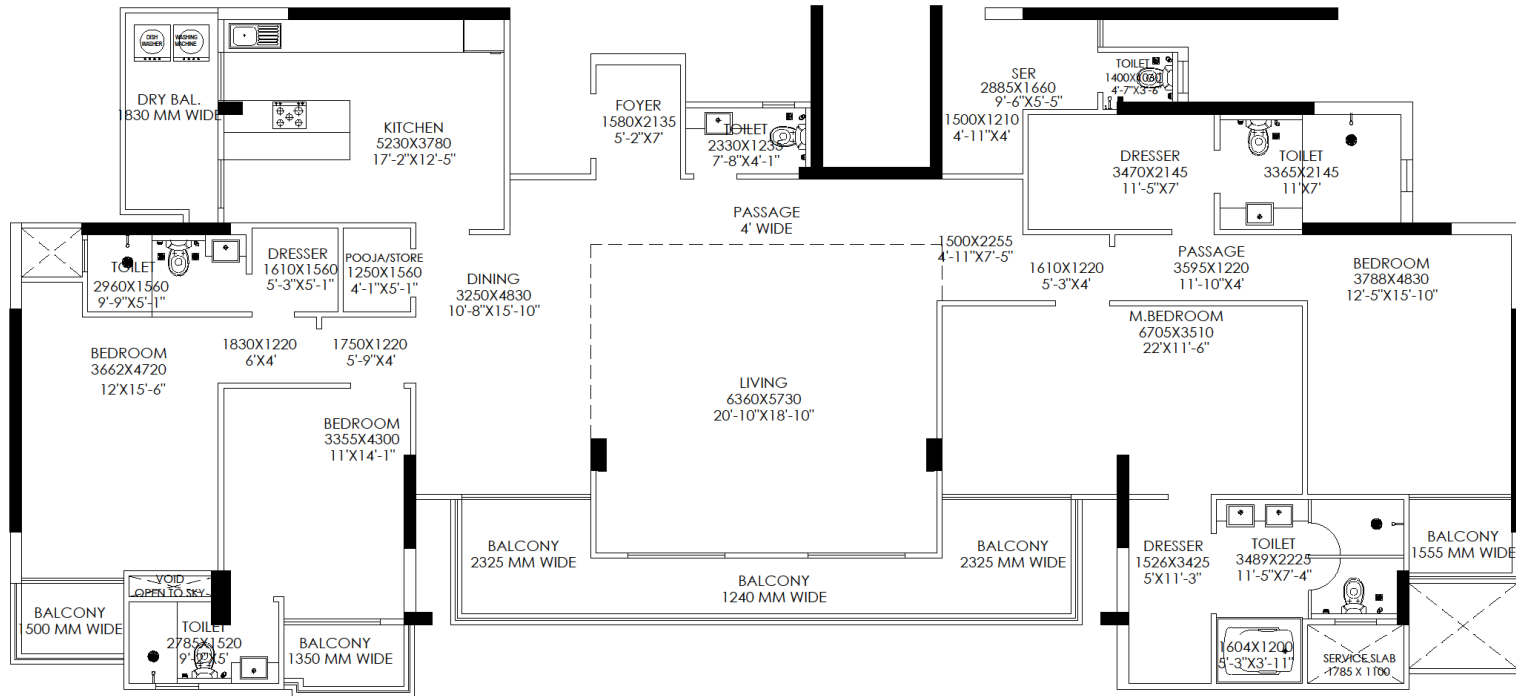 DISH
WASHER
WASHING
MACHINE
DRY BAL.
1830 MM WIDE
KITCHEN
5230X3780
17'-2"X12'-5"
FOYER
1580X2135
5'-2"X7'
TOILET
2330X1235
7'-8"X4'-1"
SER
2885X1660
9'-6"X5'-5"
1500X1210
4'-11"X4'
TOILET
1400X1060
4'-7"X3'-6"
DRESSER
3470X2145
11'-5"X7'
TOILET
3365X2145
11'X7'
PASSAGE
4' WIDE
TOILET
2960X1560
9'-9"X5'-1"
DRESSER
1610X1560
5'-3"X5'-1"
POOJA/STORE
1250X1560
4'-1"X5'-1"
DINING
3250X4830
10'-8"X15'-10"
1500X2255
4'-11"X7'-5"
1610X1220
5'-3"X4'
PASSAGE
3595X1220
11'-10"X4'
BEDROOM
3788X4830
12'-5"X15'-10"
BEDROOM
3662X4720
12'X15'-6"
1830X1220
6'X4'
1750X1220
5'-9"X4'
M.BEDROOM
6705X3510
22'X11'-6"
LIVING
6360X5730
20'-10"X18'-10"
BEDROOM
3355X4300
11'X14'-1"
BALCONY
2325 MM WIDE
BALCONY
1240 MM WIDE
BALCONY
2325 MM WIDE
DRESSER
1526X3425
5'X11'-3"
TOILET
3489X2225
11'-5"X7'-4"
BALCONY
1555 MM WIDE
VOID
OPEN TO SKY
BALCONY
1500 MM WIDE
TOILET
2785X1520
9'-2"X5'
BALCONY
1350 MM WIDE
1604X1200
5'-3"X3'-11"
SERVICE SLAB
1785 X 1100